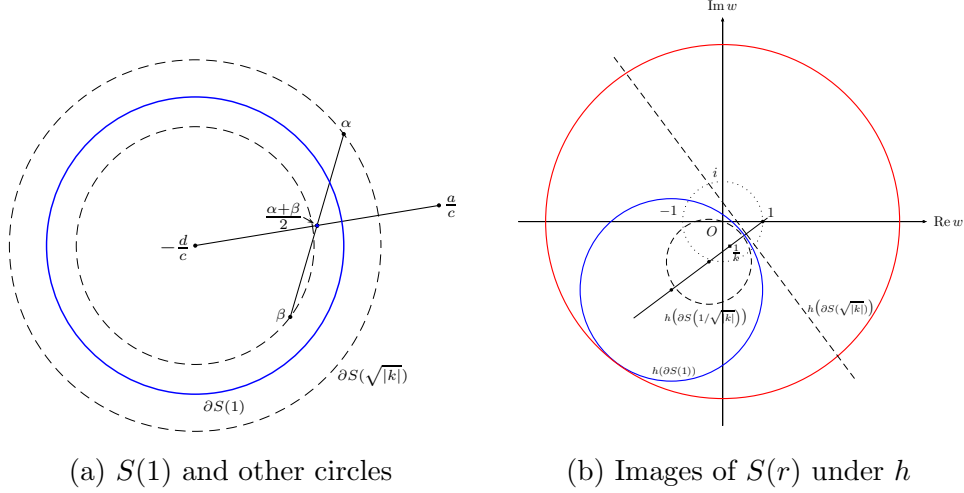 α
a/c
(α+β)/2
−d/c
β
∂S(√|k|)
∂S(1)
(a) S(1) and other circles
Im w
i
−1
1
Re w
O
1/k
h(∂S(1/√|k|))
h(∂S(√|k|))
h(∂S(1))
(b) Images of S(r) under h